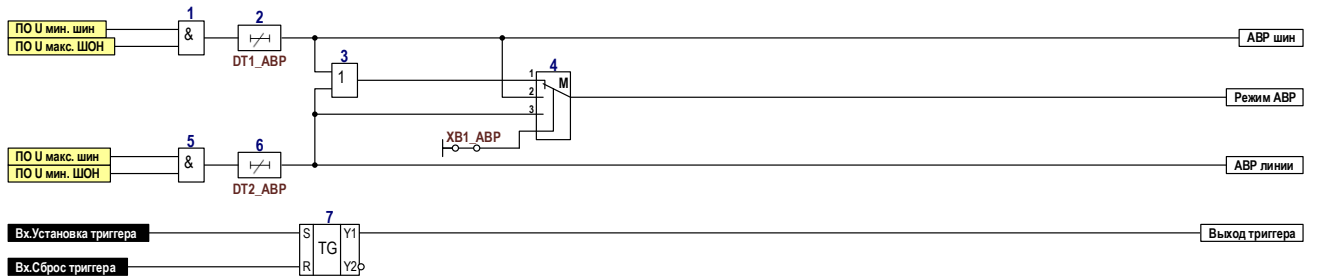 ПО U мин. шин
ПО U макс. ШОН
1
&
2
DT1_АВР
3
1
4
1
2
3
М
XB1_АВР
АВР шин
Режим АВР
ПО U макс. шин
ПО U мин. ШОН
5
&
6
DT2_АВР
АВР линии
Вх.Установка триггера
Вх.Сброс триггера
7
S
R
TG
Y1
Y2
Выход триггера